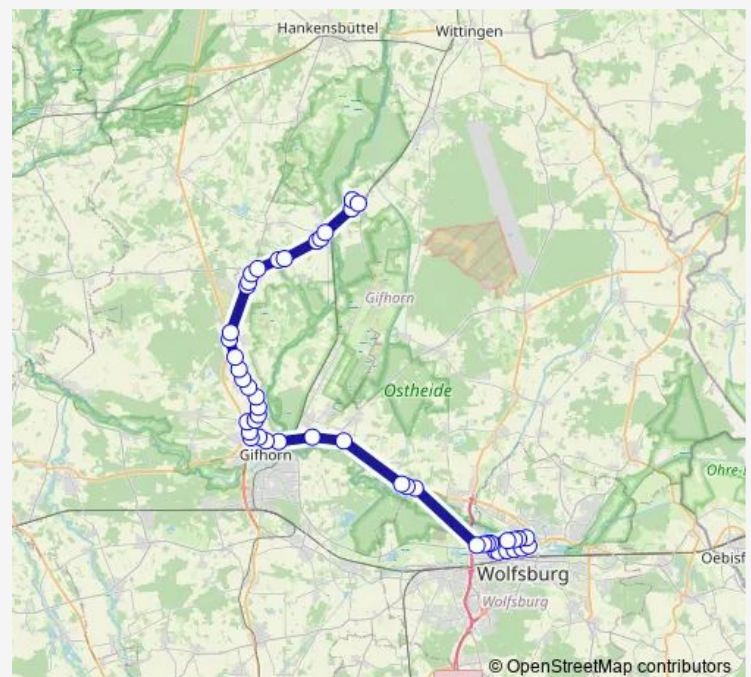 Hankensbüttel
Wittingen
Gifhorn
Ostheide
Gifhorn
Ohre-
Oebisf
Wolfsburg
Wolfsburg
© OpenStreetMap contributors